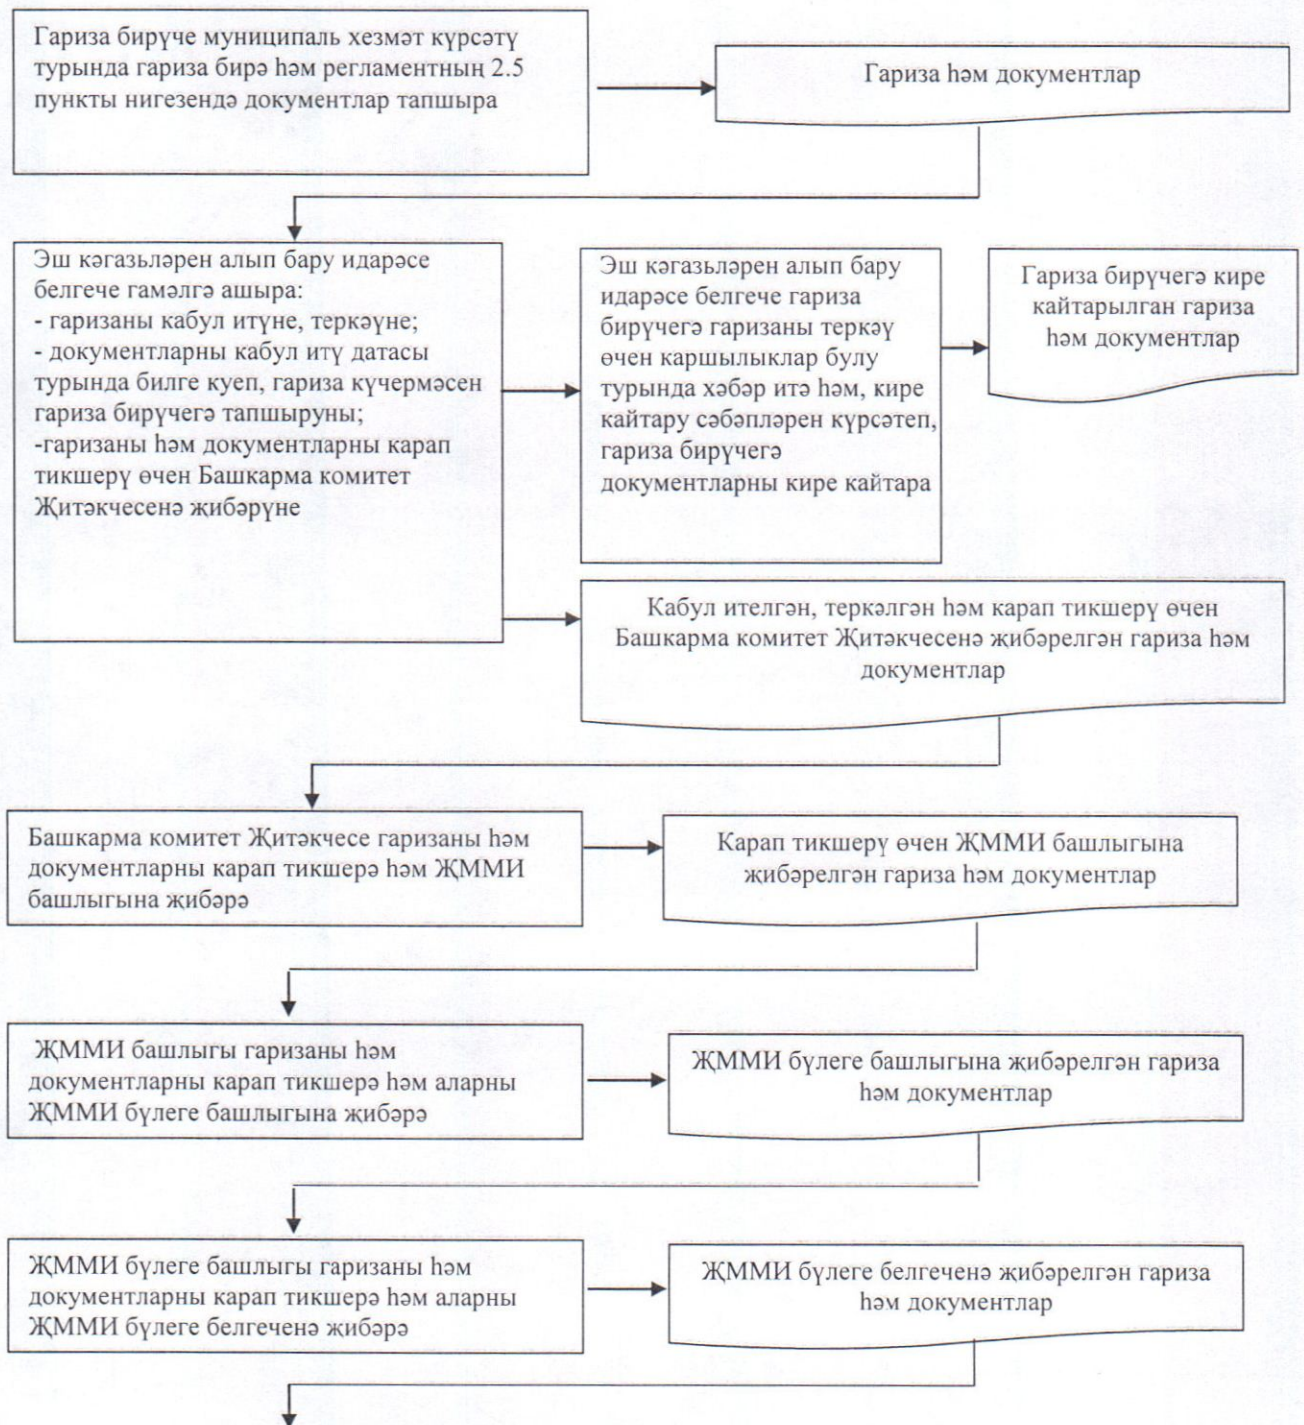 Гариза бирүче муниципаль хезмәт күрсәтү
турында гариза бирә һәм регламентның 2.5
пункты нигезендә документлар тапшыра
Гариза һәм документлар
Эш кәгазьләрен алып бару идарәсе
белгече гамәлгә ашыра:
- гаризаны кабул итүне, теркәүне;
- документларны кабул итү датасы
турында билге куеп, гариза күчермәсен
гариза бирүчегә тапшыруны;
-гаризаны һәм документларны карап
тикшерү өчен Башкарма комитет
Җитәкчесенә җибәрүне
Эш кәгазьләрен алып бару
идарәсе белгече гариза
бирүчегә гаризаны теркәү
өчен каршылыклар булу
турында хәбәр итә һәм, кире
кайтару сәбәпләрен күрсәтеп,
гариза бирүчегә
документларны кире кайтара
Гариза бирүчегә кире
кайтарылган гариза
һәм документлар
Кабул ителгән, теркәлгән һәм карап тикшерү өчен
Башкарма комитет Җитәкчесенә җибәрелгән гариза һәм
документлар
Башкарма комитет Җитәкчесе гаризаны һәм
документларны карап тикшерә һәм ҖММИ
башлыгына җибәрә
Карап тикшерү өчен ҖММИ башлыгына
җибәрелгән гариза һәм документлар
ҖММИ башлыгы гаризаны һәм
документларны карап тикшерә һәм аларны
ҖММИ бүлеге башлыгына җибәрә
ҖММИ бүлеге башлыгына җибәрелгән гариза
һәм документлар
ҖММИ бүлеге башлыгы гаризаны һәм
документларны карап тикшерә һәм аларны
ҖММИ бүлеге белгеченә җибәрә
ҖММИ бүлеге белгеченә җибәрелгән гариза
һәм документлар